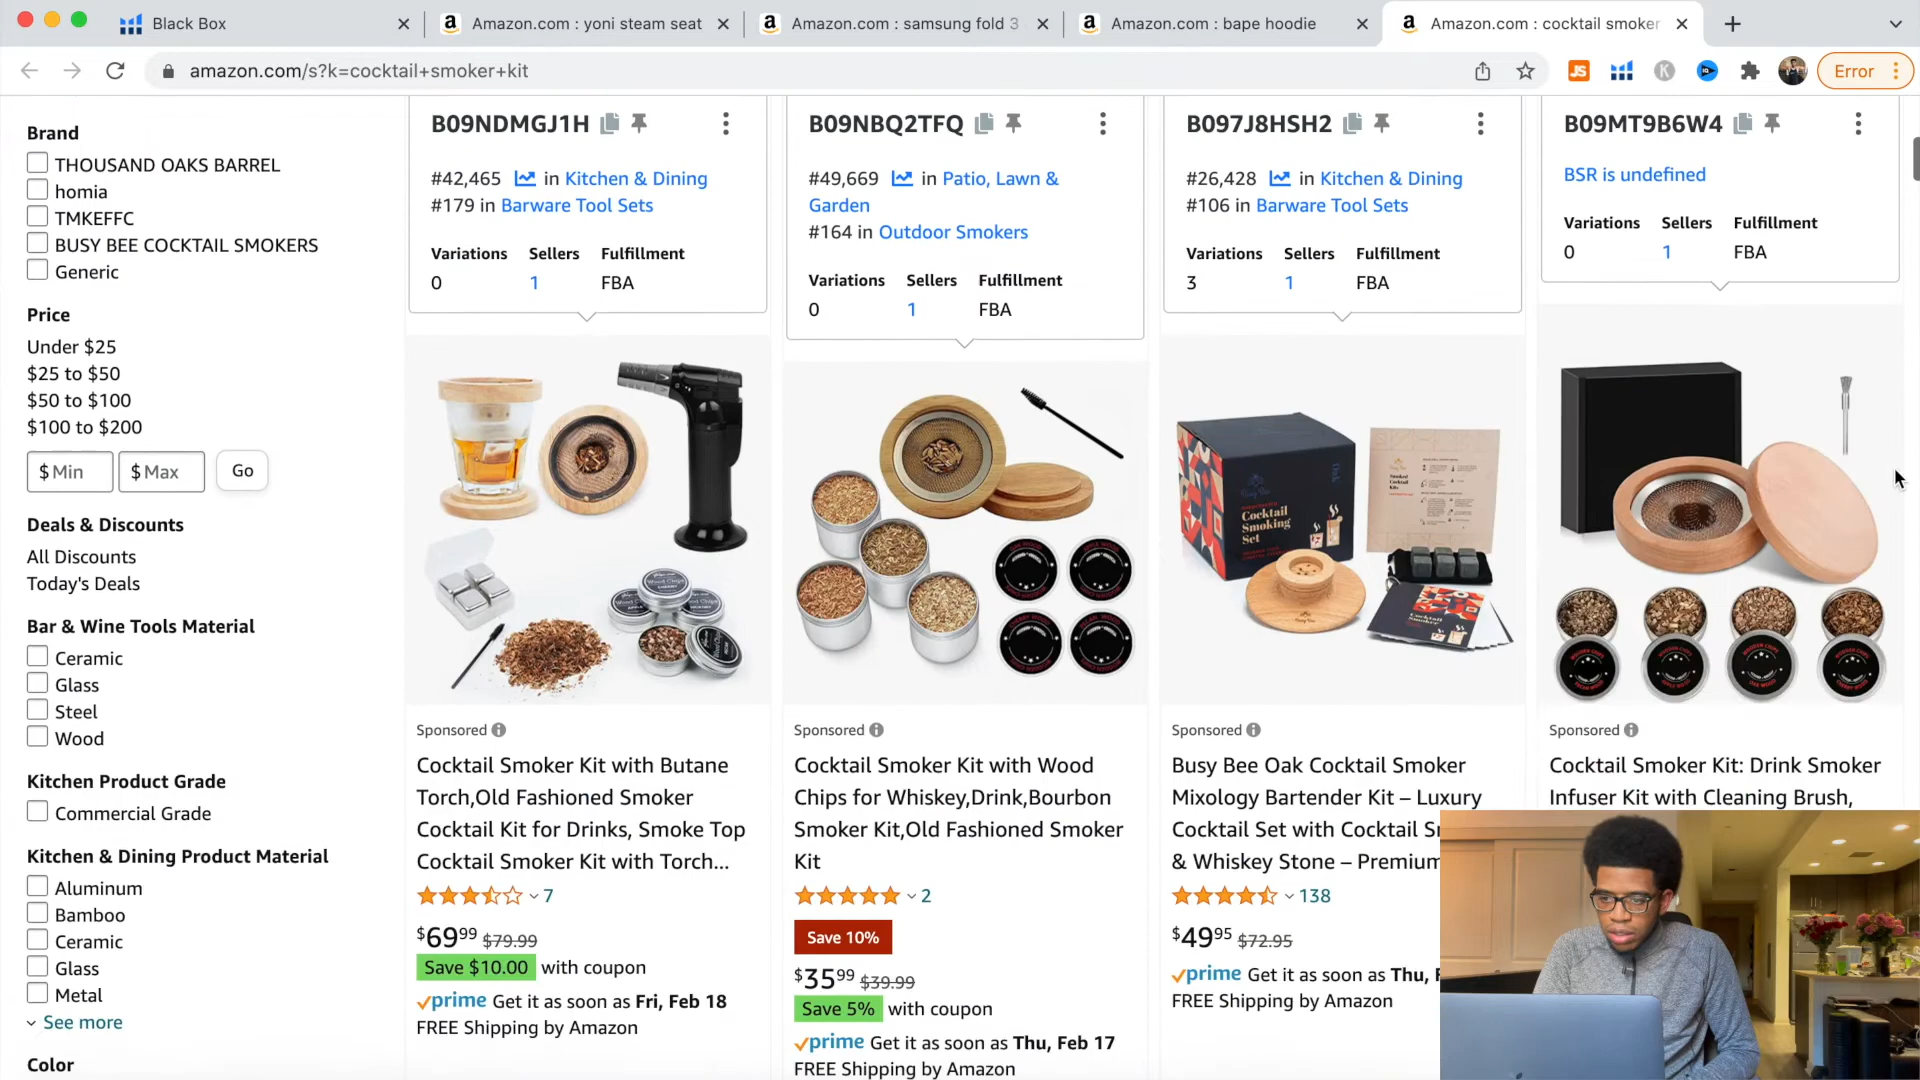 Black Box
Amazon.com : yoni steam seat
Amazon.com : samsung fold 3
Amazon.com : bape hoodie
Amazon.com : cocktail smoker
amazon.com/s?k=cocktail+smoker+kit
Error
Brand
THOUSAND OAKS BARREL
homia
TMKEFFC
BUSY BEE COCKTAIL SMOKERS
Generic
Price
Under $25
$25 to $50
$50 to $100
$100 to $200
$ Min
$ Max
Go
Deals & Discounts
All Discounts
Today's Deals
Bar & Wine Tools Material
Ceramic
Glass
Steel
Wood
Kitchen Product Grade
Commercial Grade
Kitchen & Dining Product Material
Aluminum
Bamboo
Ceramic
Glass
Metal
See more
Color
B09NDMGJ1H
#42,465 in Kitchen & Dining
#179 in Barware Tool Sets
Variations Sellers Fulfillment
0 1 FBA
Sponsored
Cocktail Smoker Kit with Butane
Torch,Old Fashioned Smoker
Cocktail Kit for Drinks, Smoke Top
Cocktail Smoker Kit with Torch...
7
$69.99 $79.99
Save $10.00 with coupon
prime Get it as soon as Fri, Feb 18
FREE Shipping by Amazon
B09NBQ2TFQ
#49,669 in Patio, Lawn &
Garden
#164 in Outdoor Smokers
Variations Sellers Fulfillment
0 1 FBA
Sponsored
Cocktail Smoker Kit with Wood
Chips for Whiskey,Drink,Bourbon
Smoker Kit,Old Fashioned Smoker
Kit
2
Save 10%
$35.99 $39.99
Save 5% with coupon
prime Get it as soon as Thu, Feb 17
FREE Shipping by Amazon
B097J8HSH2
#26,428 in Kitchen & Dining
#106 in Barware Tool Sets
Variations Sellers Fulfillment
3 1 FBA
Cocktail
Smoking
Set
Sponsored
Busy Bee Oak Cocktail Smoker
Mixology Bartender Kit – Luxury
Cocktail Set with Cocktail
& Whiskey Stone – Premium
138
$49.95 $72.95
prime Get it as soon as Thu,
FREE Shipping by Amazon
B09MT9B6W4
BSR is undefined
Variations Sellers Fulfillment
0 1 FBA
Sponsored
Cocktail Smoker Kit: Drink Smoker
Infuser Kit with Cleaning Brush,